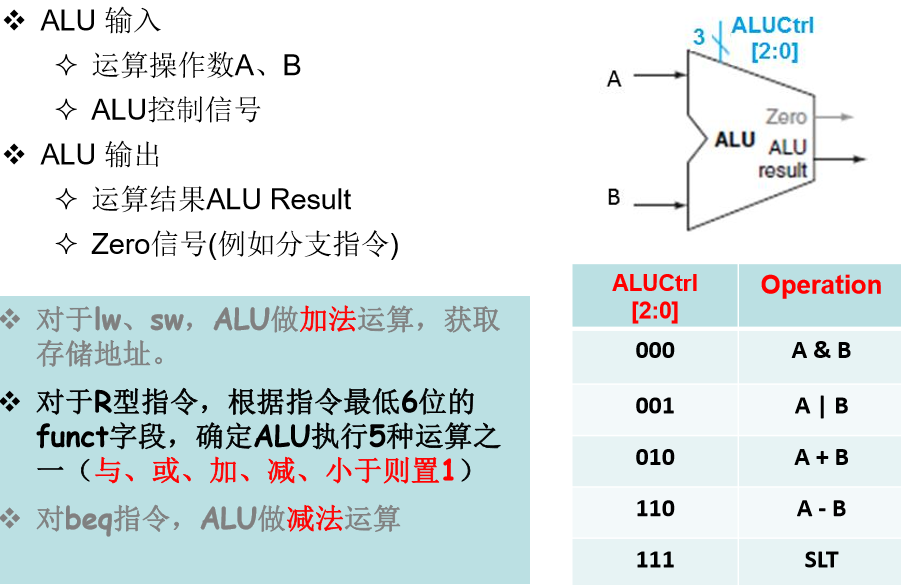 ❖ ALU 输入
✧ 运算操作数A、B
✧ ALU控制信号
❖ ALU 输出
✧ 运算结果ALU Result
✧ Zero信号(例如分支指令)
ALUCtrl
[2:0]
3
A
B
Zero
ALU
ALU
result
❖ 对于lw、sw，ALU做加法运算，获取
存储地址。
❖ 对于R型指令，根据指令最低6位的
funct字段，确定ALU执行5种运算之
一（与、或、加、减、小于则置1）
❖ 对beq指令，ALU做减法运算
ALUCtrl
[2:0]
Operation
000 A & B
001 A | B
010 A + B
110 A - B
111 SLT